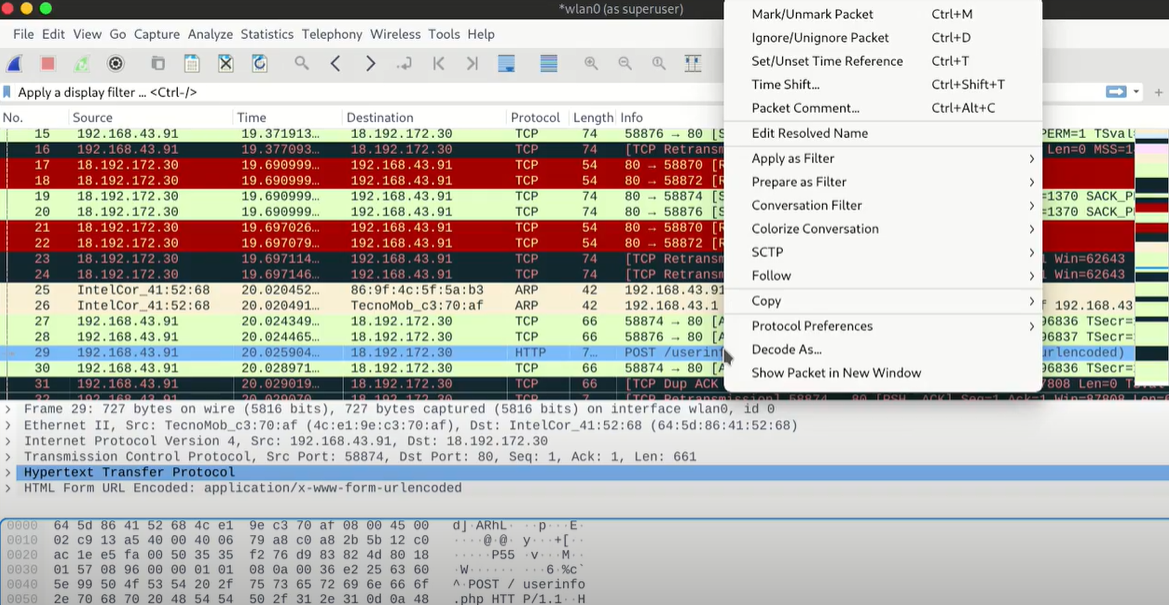 *wlan0 (as superuser)
File Edit View Go Capture Analyze Statistics Telephony Wireless Tools Help
Apply a display filter … <Ctrl-/>
No. Source Time Destination Protocol Length Info
15 192.168.43.91 19.371913… 18.192.172.30 TCP 74 58876 → 80 [S PERM=1 TSval=
16 192.168.43.91 19.377093… 18.192.172.30 TCP 74 [TCP Retransm Len=0 MSS=1
17 18.192.172.30 19.690999… 192.168.43.91 TCP 54 80 → 58870 [R
18 18.192.172.30 19.690999… 192.168.43.91 TCP 54 80 → 58872 [R
19 18.192.172.30 19.690999… 192.168.43.91 TCP 74 80 → 58874 [S =1370 SACK_P
20 18.192.172.30 19.690999… 192.168.43.91 TCP 74 80 → 58876 [S =1370 SACK_P
21 18.192.172.30 19.697026… 192.168.43.91 TCP 54 80 → 58870 [R
22 18.192.172.30 19.697079… 192.168.43.91 TCP 54 80 → 58872 [R
23 18.192.172.30 19.697114… 192.168.43.91 TCP 74 [TCP Retransm 1 Win=62643
24 18.192.172.30 19.697146… 192.168.43.91 TCP 74 [TCP Retransm 1 Win=62643
25 IntelCor_41:52:68 20.020452… 86:9f:4c:5f:5a:b3 ARP 42 192.168.43.91
26 IntelCor_41:52:68 20.020491… TecnoMob_c3:70:af ARP 42 192.168.43.1 f 192.168.43
27 192.168.43.91 20.024349… 18.192.172.30 TCP 66 58874 → 80 [A 96836 TSecr=
28 192.168.43.91 20.024465… 18.192.172.30 TCP 66 58876 → 80 [A TSecr=
29 192.168.43.91 20.025904… 18.192.172.30 HTTP 7… POST /userinf urlencoded)
30 192.168.43.91 20.028971… 18.192.172.30 TCP 66 58874 → 80 [A 96836 TSecr=
31 192.168.43.91 20.029019… 18.192.172.30 TCP 66 [TCP Dup ACK 87808 Len=0
Mark/Unmark Packet Ctrl+M
Ignore/Unignore Packet Ctrl+D
Set/Unset Time Reference Ctrl+T
Time Shift… Ctrl+Shift+T
Packet Comment… Ctrl+Alt+C
Edit Resolved Name
Apply as Filter
Prepare as Filter
Conversation Filter
Colorize Conversation
SCTP
Follow
Copy
Protocol Preferences
Decode As…
Show Packet in New Window
Frame 29: 727 bytes on wire (5816 bits), 727 bytes captured (5816 bits) on interface wlan0, id 0
Ethernet II, Src: TecnoMob_c3:70:af (4c:e1:9e:c3:70:af), Dst: IntelCor_41:52:68 (64:5d:86:41:52:68)
Internet Protocol Version 4, Src: 192.168.43.91, Dst: 18.192.172.30
Transmission Control Protocol, Src Port: 58874, Dst Port: 80, Seq: 1, Ack: 1, Len: 661
Hypertext Transfer Protocol
HTML Form URL Encoded: application/x-www-form-urlencoded
0000 64 5d 86 41 52 68 4c e1 9e c3 70 af 08 00 45 00 d]·ARhL· ··p···E·
0010 02 c9 13 a5 40 00 40 06 79 a8 c0 a8 2b 5b 12 c0 ····@·@· y···+[··
0020 ac 1e e5 fa 00 50 35 35 f2 76 d9 83 82 4d 80 18 ·····P55 ·v···M··
0030 01 57 08 96 00 00 01 01 08 0a 00 36 e2 25 63 60 ·W······ ···6·%c`
0040 5e 99 50 4f 53 54 20 2f 75 73 65 72 69 6e 66 6f ^·POST / userinfo
0050 2e 70 68 70 20 48 54 54 50 2f 31 2e 31 0d 0a 48 .php HTT P/1.1··H